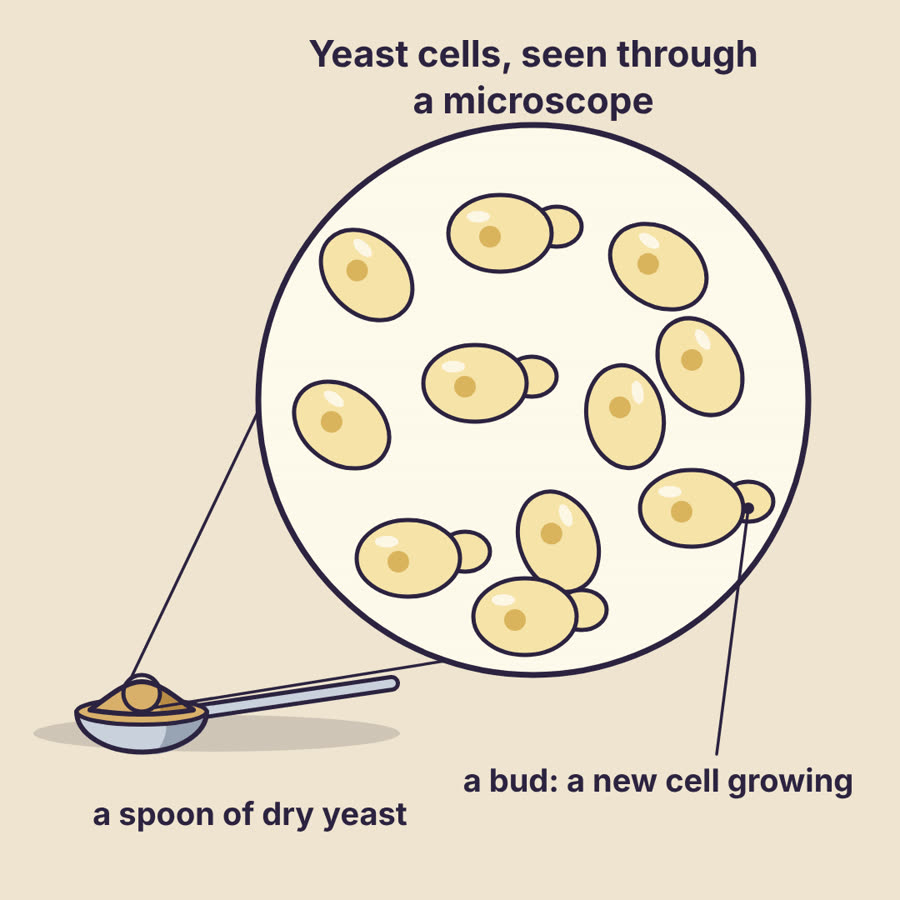 Yeast cells, seen through
a microscope
a bud: a new cell growing
a spoon of dry yeast